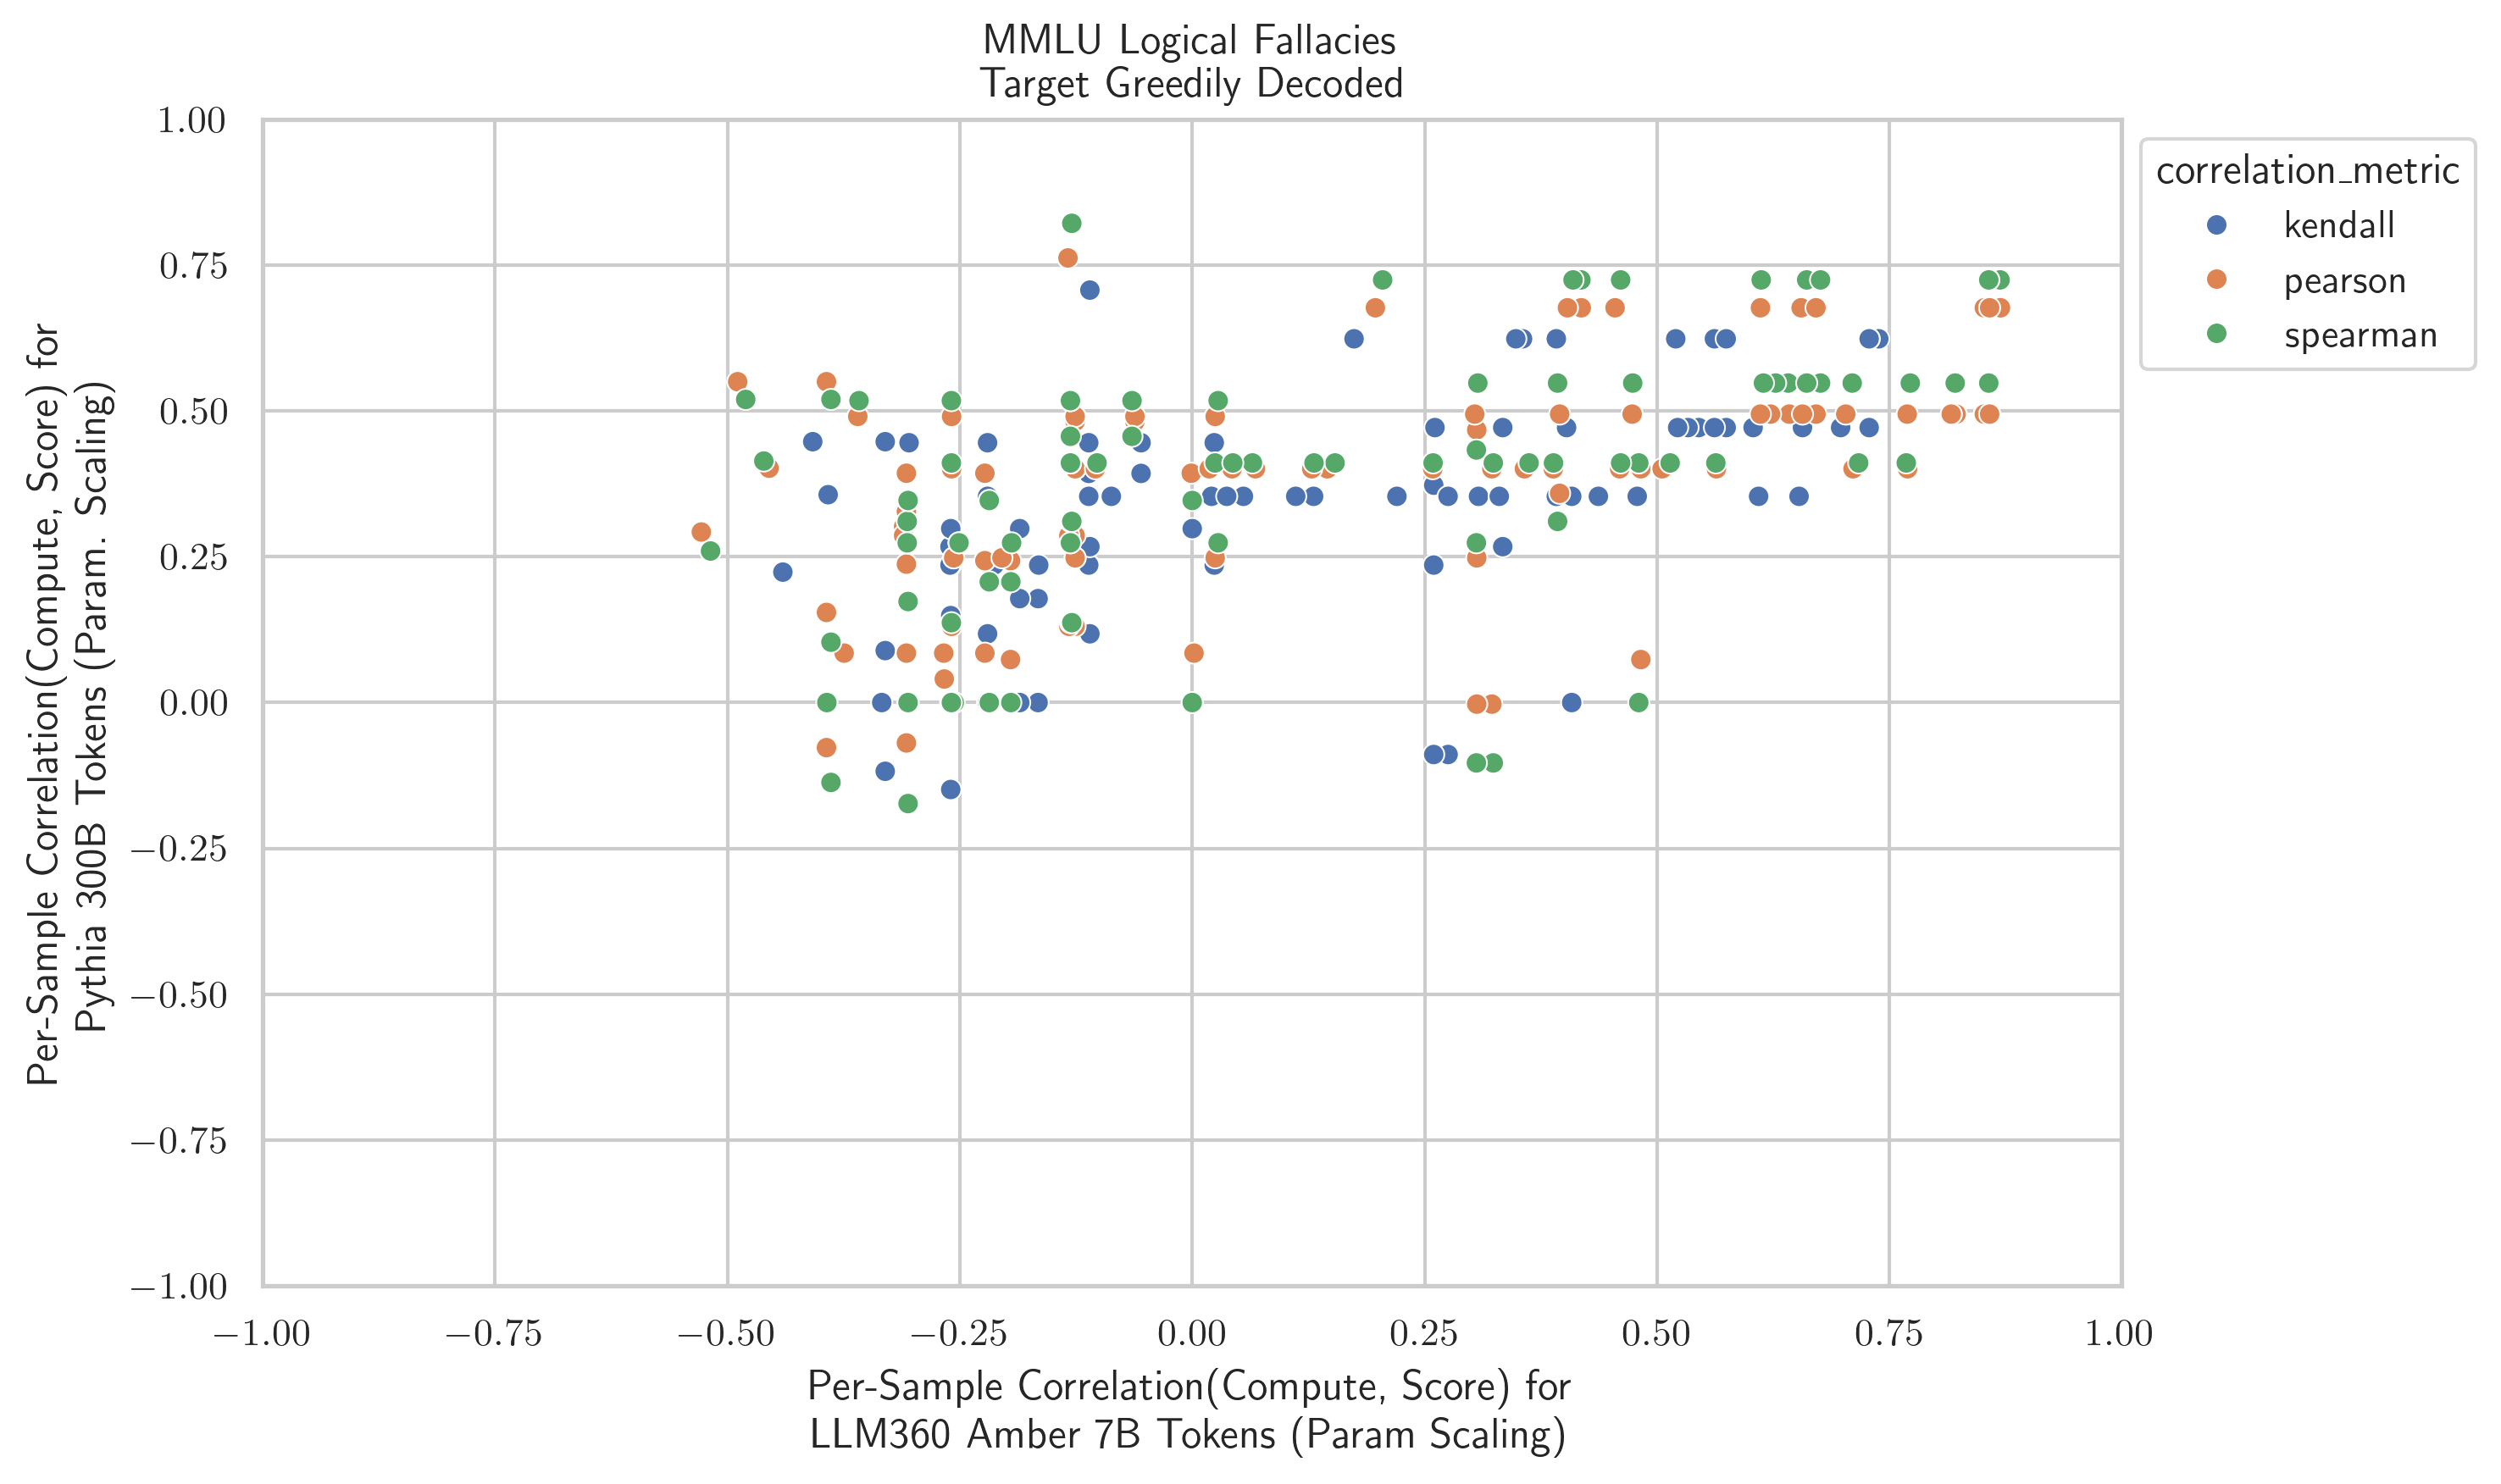 MMLU Logical Fallacies
Target Greedily Decoded
Per-Sample Correlation(Compute, Score) for
Pythia 300B Tokens (Param. Scaling)
1.00
0.75
0.50
0.25
0.00
−0.25
−0.50
−0.75
−1.00
−1.00
−0.75
−0.50
−0.25
0.00
0.25
0.50
0.75
1.00
Per-Sample Correlation(Compute, Score) for
LLM360 Amber 7B Tokens (Param Scaling)
correlation_metric
kendall
pearson
spearman